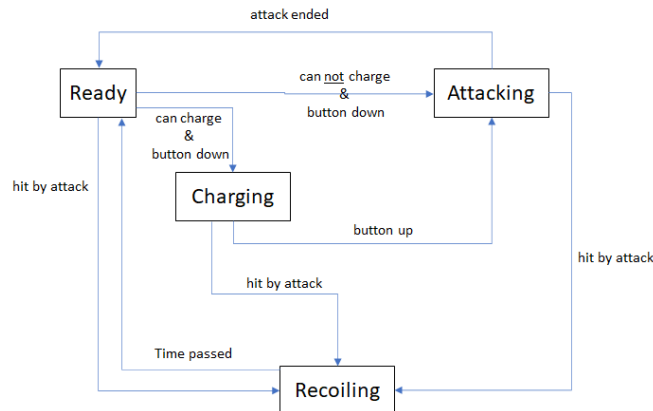 attack ended
Ready
can not charge
&
button down
Attacking
can charge
&
button down
hit by attack
Charging
button up
hit by attack
hit by attack
Time passed
Recoiling